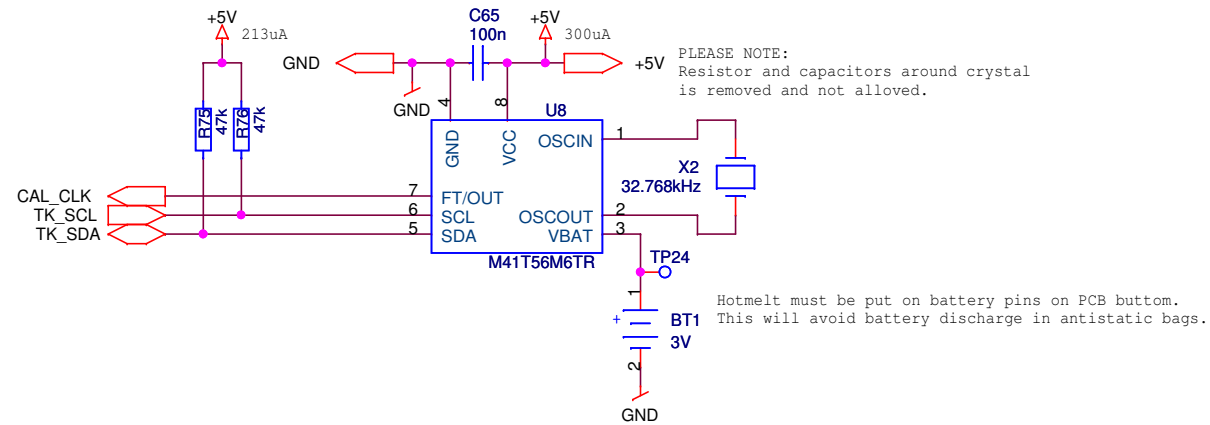 +5V
213uA
C65
100n
+5V
300uA
GND
+5V
PLEASE NOTE:
Resistor and capacitors around crystal
is removed and not alloved.
GND
4
8
U8
R75
47k
R76
47k
GND
VCC
OSCIN
1
X2
32.768kHz
CAL_CLK
7
FT/OUT
TK_SCL
6
SCL
OSCOUT
2
TK_SDA
5
SDA
VBAT
3
M41T56M6TR
TP24
1
Hotmelt must be put on battery pins on PCB buttom.
This will avoid battery discharge in antistatic bags.
+
BT1
3V
2
GND